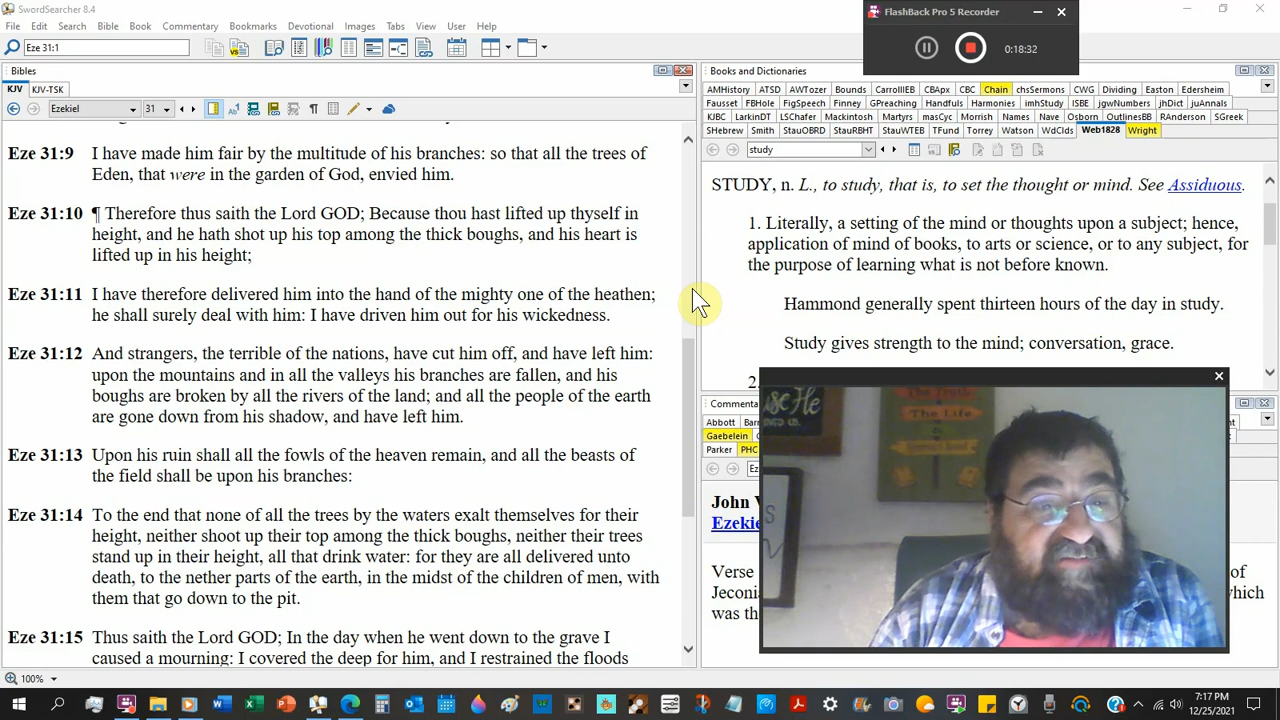 SwordSearcher 8.4
FlashBack Pro 5 Recorder
File Edit Search Bible Book Commentary Bookmarks Devotional Images Tabs View User Help
Eze 31:1
0:18:32
Bibles
Books and Dictionaries
KJV KJV-TSK
AMHistory ATSD AWTozer Bounds CarrollIEB CBApx CBC Chain chsSermons CWG Dividing Easton Edersheim
Fausset FBHole FigSpeech Finney GPreaching Handfuls Harmonies imhStudy ISBE jgwNumbers jhDict juAnnals
KJBC LarkinDT LSChafer Mackintosh Martyrs masCyc Morrish Names Nave Osborn OutlinesBB RAnderson SGreek
SHebrew Smith StauOBRD StauRBHT StauWTEB TFund Torrey Watson WdClds Web1828 Wright
Ezekiel 31
study
Eze 31:9 I have made him fair by the multitude of his branches: so that all the trees of
Eden, that were in the garden of God, envied him.
Eze 31:10 ¶ Therefore thus saith the Lord GOD; Because thou hast lifted up thyself in
height, and he hath shot up his top among the thick boughs, and his heart is
lifted up in his height;
Eze 31:11 I have therefore delivered him into the hand of the mighty one of the heathen;
he shall surely deal with him: I have driven him out for his wickedness.
Eze 31:12 And strangers, the terrible of the nations, have cut him off, and have left him:
upon the mountains and in all the valleys his branches are fallen, and his
boughs are broken by all the rivers of the land; and all the people of the earth
are gone down from his shadow, and have left him.
Eze 31:13 Upon his ruin shall all the fowls of the heaven remain, and all the beasts of
the field shall be upon his branches:
Eze 31:14 To the end that none of all the trees by the waters exalt themselves for their
height, neither shoot up their top among the thick boughs, neither their trees
stand up in their height, all that drink water: for they are all delivered unto
death, to the nether parts of the earth, in the midst of the children of men, with
them that go down to the pit.
Eze 31:15 Thus saith the Lord GOD; In the day when he went down to the grave I
caused a mourning: I covered the deep for him, and I restrained the floods
STUDY, n. L., to study, that is, to set the thought or mind. See Assiduous.
1. Literally, a setting of the mind or thoughts upon a subject; hence,
application of mind of books, to arts or science, or to any subject, for
the purpose of learning what is not before known.
Hammond generally spent thirteen hours of the day in study.
Study gives strength to the mind; conversation, grace.
2.
Commenta
Abbott Bar
Gaebelein
Parker PHC
Ez
John
Ezekie
Verse of
Jeconia which
was th
He
The Truth
The Life
100%
7:17 PM
12/25/2021